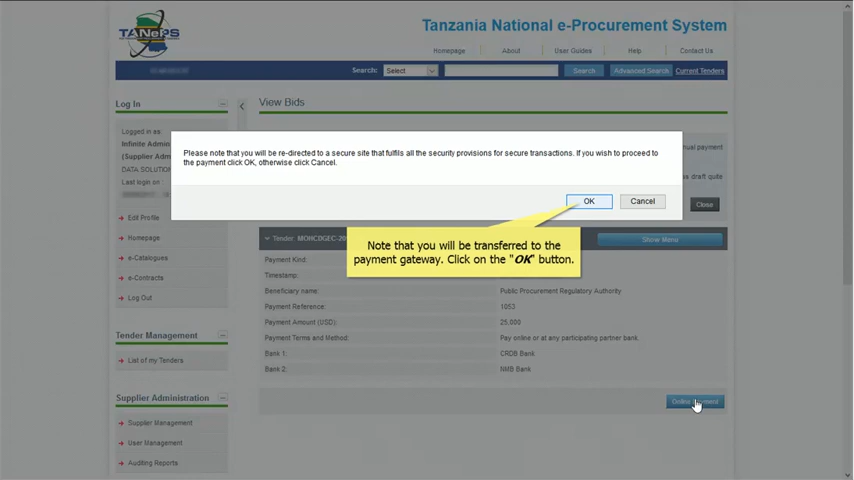 TANePS
Tanzania National e-Procurement System
Homepage About User Guides Help Contact Us
Search: Select Search Advanced Search Current Tenders
Log In
View Bids
Logged in as:
Infinite Admin
(Supplier Adm
DATA SOLUTION
Last login on :
Please note that you will be re-directed to a secure site that fulfils all the security provisions for secure transactions. If you wish to proceed to
the payment click OK, otherwise click Cancel.
OK Cancel
nual payment
s draft quite
Close
Note that you will be transferred to the
payment gateway. Click on the "OK" button.
Edit Profile
Homepage
e-Catalogues
e-Contracts
Log Out
Tender: MOHCDGEC-20
Show Menu
Payment Kind:
Timestamp:
Beneficiary name: Public Procurement Regulatory Authority
Payment Reference: 1053
Payment Amount (USD): 25,000
Payment Terms and Method: Pay online or at any participating partner bank.
Bank 1: CRDB Bank
Bank 2: NMB Bank
Online Payment
Tender Management
List of my Tenders
Supplier Administration
Supplier Management
User Management
Auditing Reports